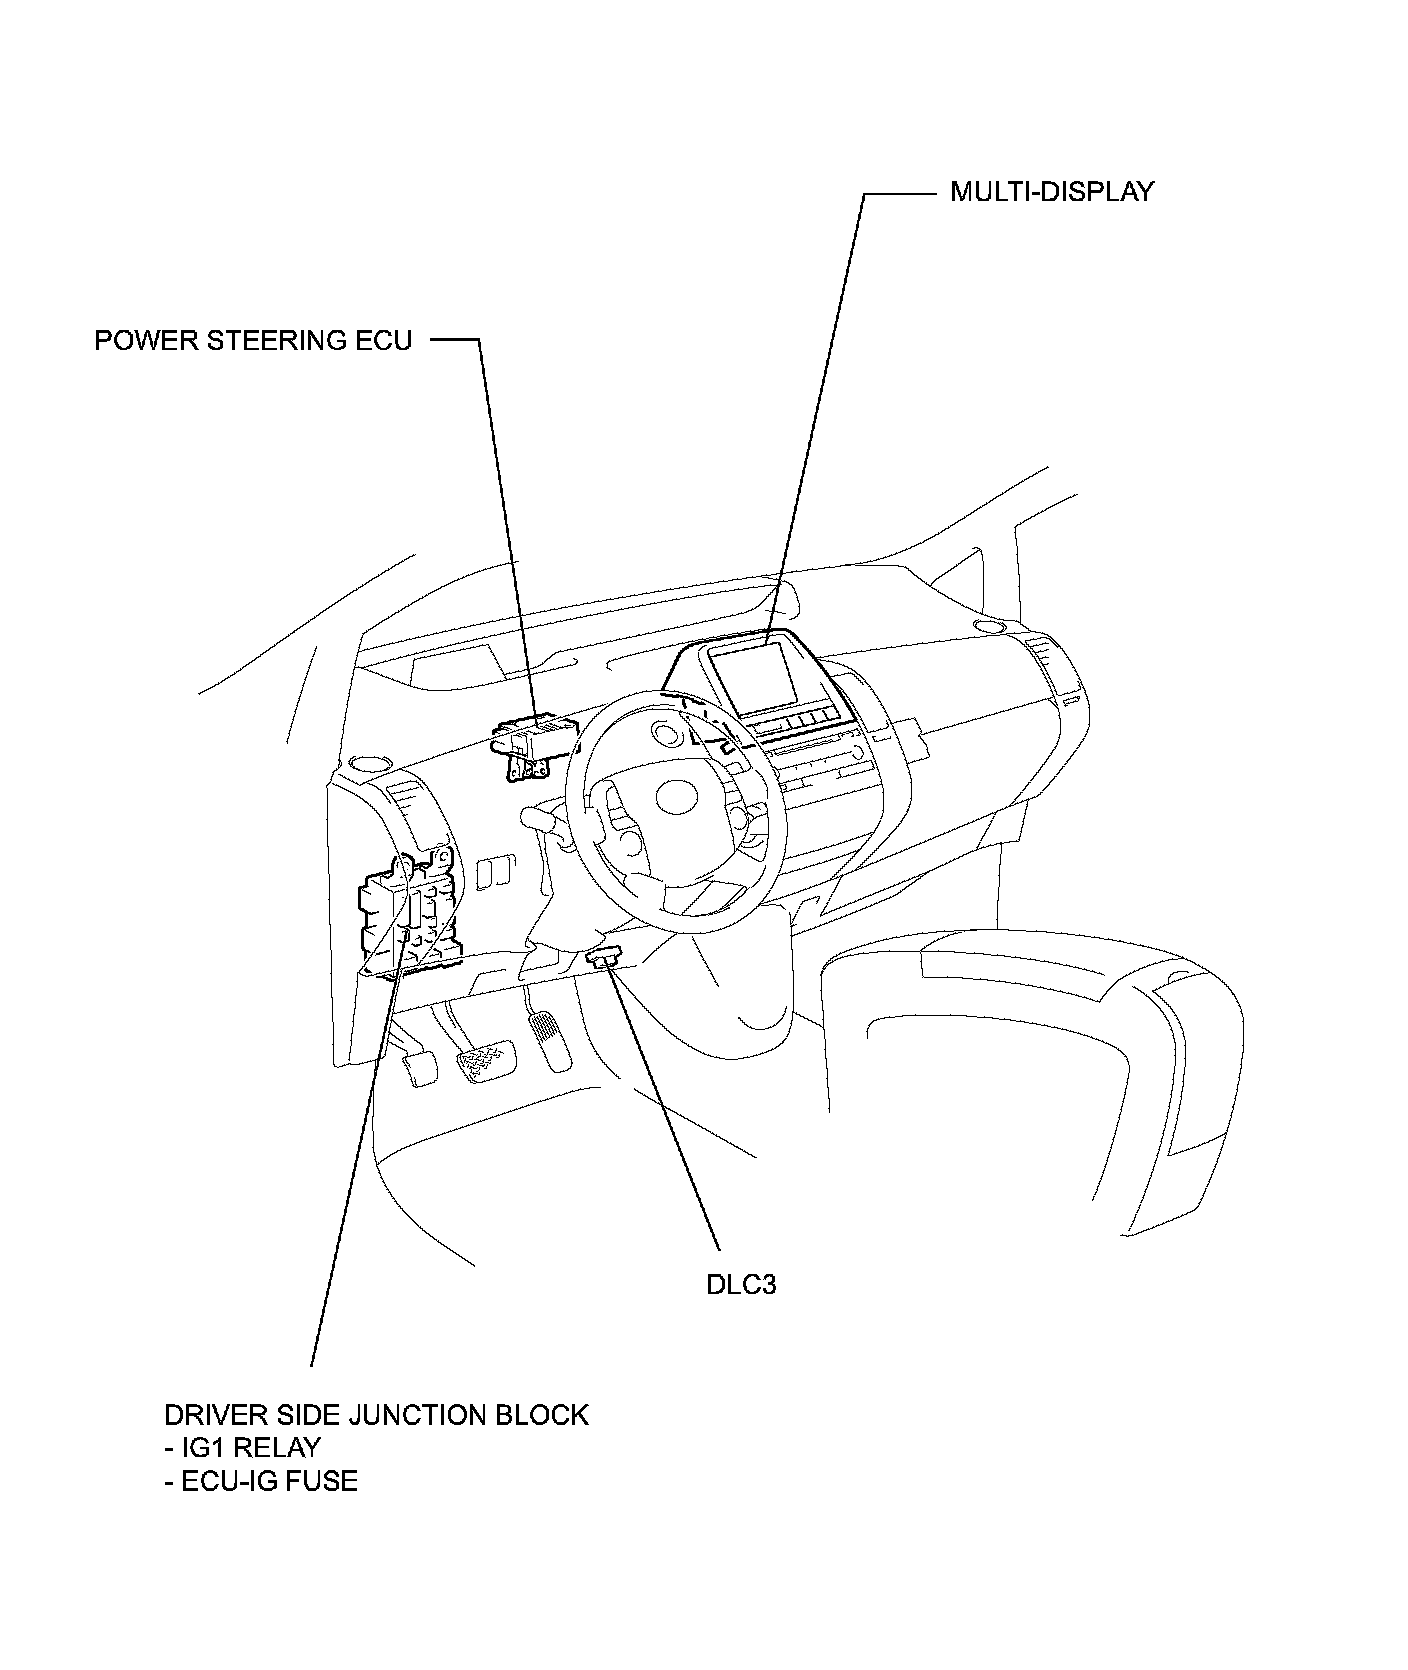 MULTI-DISPLAY
POWER STEERING ECU
DLC3
DRIVER SIDE JUNCTION BLOCK
- IG1 RELAY
- ECU-IG FUSE